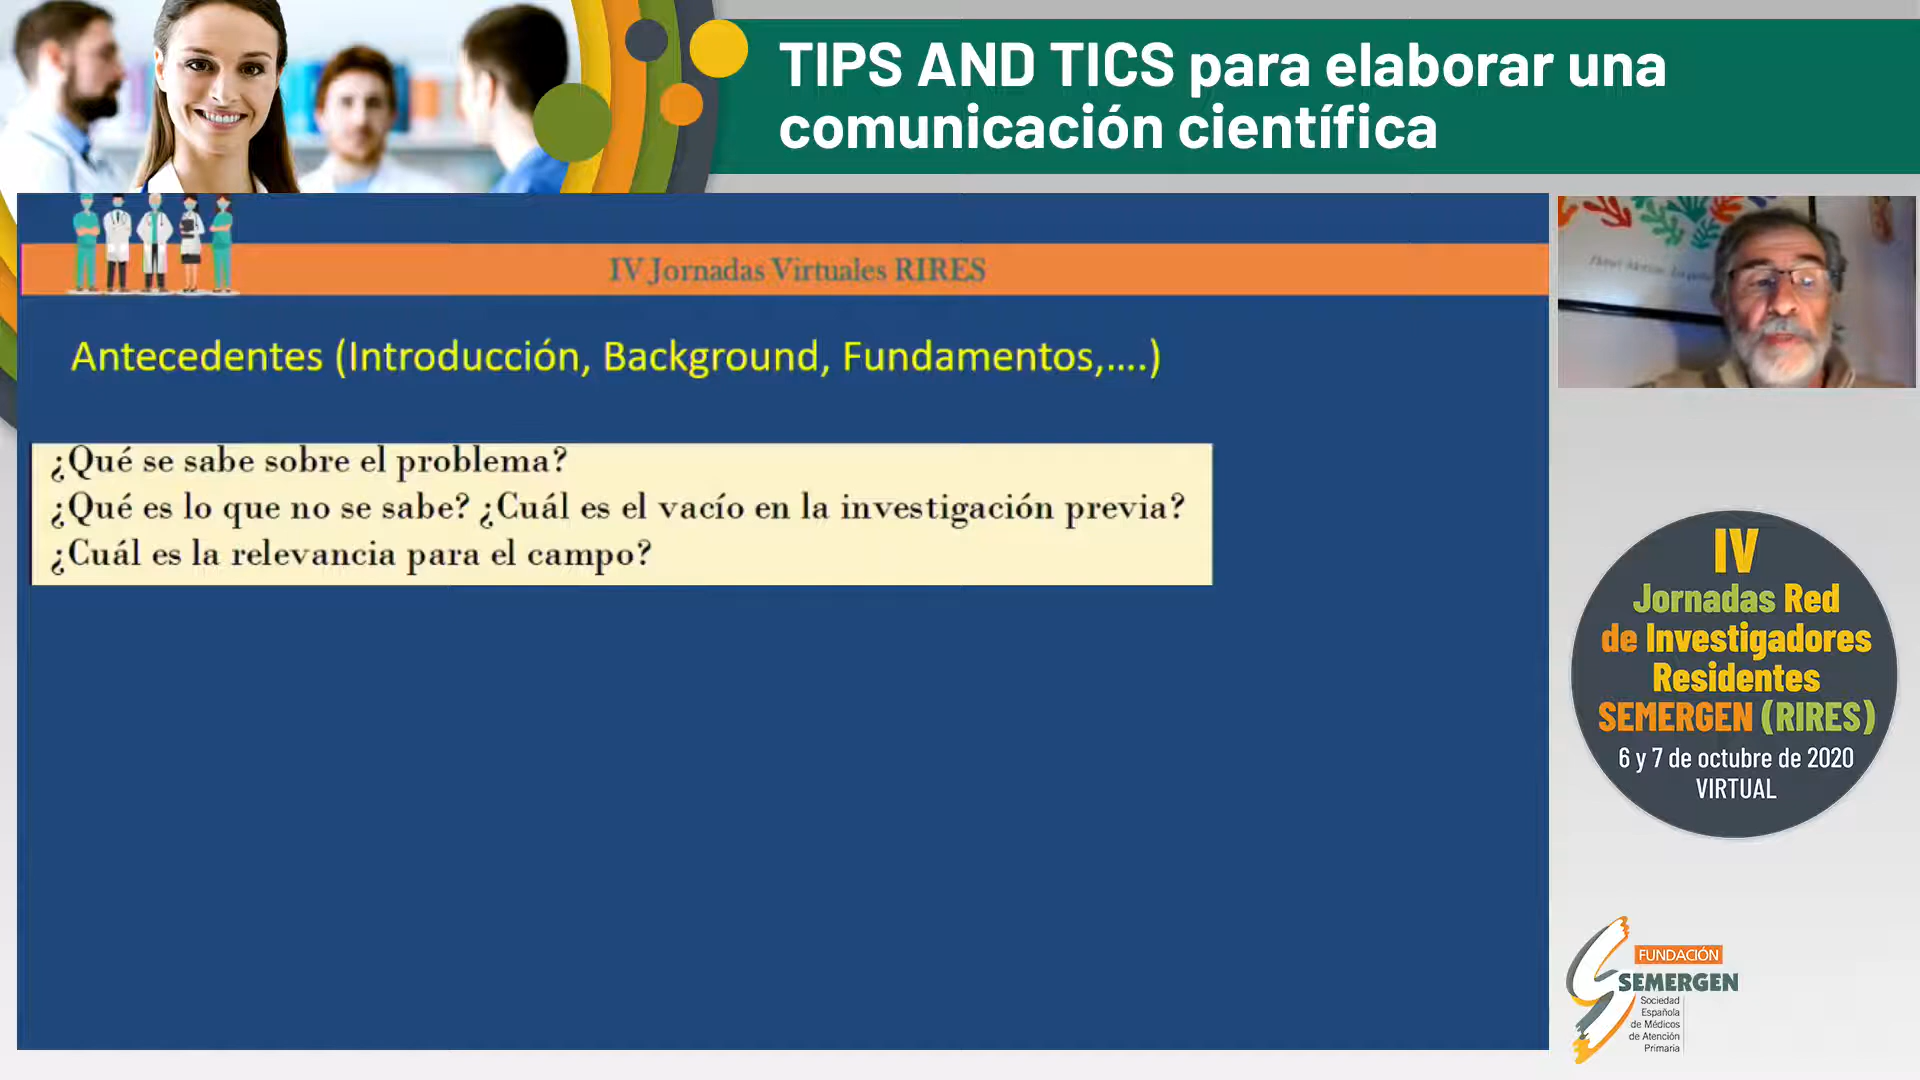 TIPS AND TICS para elaborar una
comunicación científica
IV Jornadas Virtuales RIRES
Antecedentes (Introducción, Background, Fundamentos,....)
¿Qué se sabe sobre el problema?
¿Qué es lo que no se sabe? ¿Cuál es el vacío en la investigación previa?
¿Cuál es la relevancia para el campo?
IV
Jornadas Red
de Investigadores
Residentes
SEMERGEN (RIRES)
6 y 7 de octubre de 2020
VIRTUAL
FUNDACIÓN
SEMERGEN
Sociedad
Española
de Médicos
de Atención
Primaria